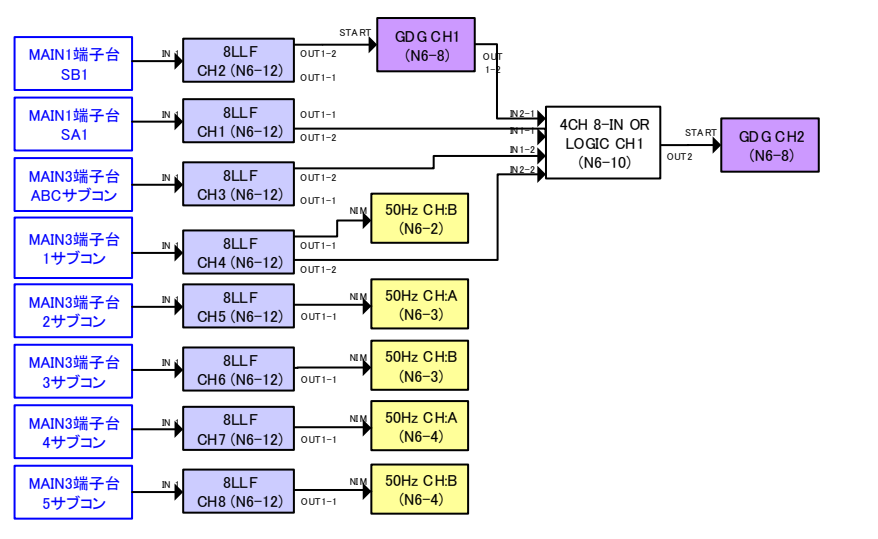 MAIN1端子台
SB1
IN 1
8LLF
CH2 (N6-12)
OUT1-2
OUT1-1
START
GDG CH1
(N6-8)
OUT
1-2
MAIN1端子台
SA1
8LLF
CH1 (N6-12)
OUT1-1
OUT1-2
IN2-1
IN1-1
IN1-2
IN2-2
4CH 8-IN OR
LOGIC CH1
(N6-10)
START
OUT2
GDG CH2
(N6-8)
MAIN3端子台
ABCサブコン
IN 1
8LLF
CH3 (N6-12)
OUT1-2
OUT1-1
MAIN3端子台
1サブコン
IN 1
8LLF
CH4 (N6-12)
OUT1-1
OUT1-2
NIM
50Hz CH:B
(N6-2)
MAIN3端子台
2サブコン
IN 1
8LLF
CH5 (N6-12)
OUT1-1
NIM
50Hz CH:A
(N6-3)
MAIN3端子台
3サブコン
IN 1
8LLF
CH6 (N6-12)
OUT1-1
NIM
50Hz CH:B
(N6-3)
MAIN3端子台
4サブコン
IN 1
8LLF
CH7 (N6-12)
OUT1-1
NIM
50Hz CH:A
(N6-4)
MAIN3端子台
5サブコン
IN 1
8LLF
CH8 (N6-12)
OUT1-1
NIM
50Hz CH:B
(N6-4)